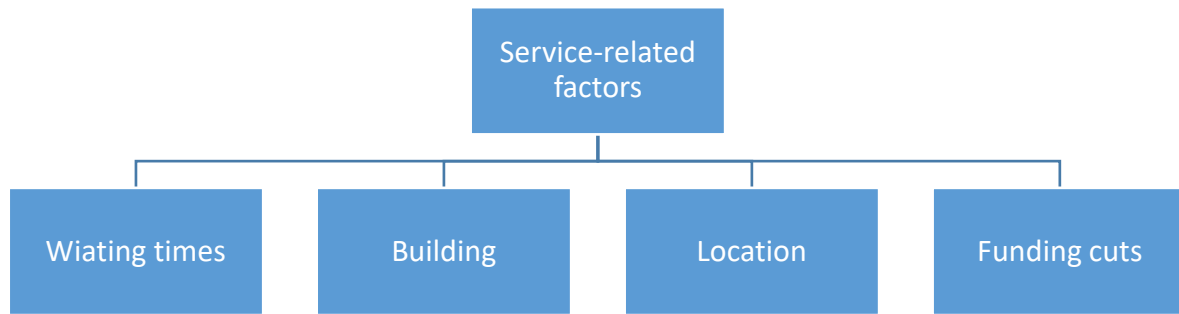 Service-related
factors
Wiating times
Building
Location
Funding cuts